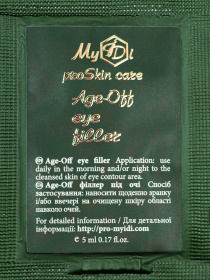 MyIDi
proSkin care
Age-Off
eye
filler
Age-Off eye filler Application: use
daily in the morning and/or night to the
cleansed skin of eye contour area.
Age-Off філлер під очі Спосіб
застосування: наносити щоденно зранку
і/або ввечері на очищену шкіру області
навколо очей.
For detailed information / Для детальної
інформації: http://pro-myidi.com
℮ 5 ml 0.17 fl.oz.